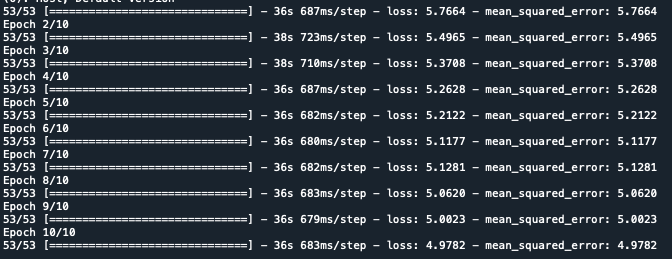 53/53 [==============================] – 36s 687ms/step – loss: 5.7664 – mean_squared_error: 5.7664
Epoch 2/10
53/53 [==============================] – 38s 723ms/step – loss: 5.4965 – mean_squared_error: 5.4965
Epoch 3/10
53/53 [==============================] – 38s 710ms/step – loss: 5.3708 – mean_squared_error: 5.3708
Epoch 4/10
53/53 [==============================] – 36s 687ms/step – loss: 5.2628 – mean_squared_error: 5.2628
Epoch 5/10
53/53 [==============================] – 36s 682ms/step – loss: 5.2122 – mean_squared_error: 5.2122
Epoch 6/10
53/53 [==============================] – 36s 680ms/step – loss: 5.1177 – mean_squared_error: 5.1177
Epoch 7/10
53/53 [==============================] – 36s 682ms/step – loss: 5.1281 – mean_squared_error: 5.1281
Epoch 8/10
53/53 [==============================] – 36s 683ms/step – loss: 5.0620 – mean_squared_error: 5.0620
Epoch 9/10
53/53 [==============================] – 36s 679ms/step – loss: 5.0023 – mean_squared_error: 5.0023
Epoch 10/10
53/53 [==============================] – 36s 683ms/step – loss: 4.9782 – mean_squared_error: 4.9782